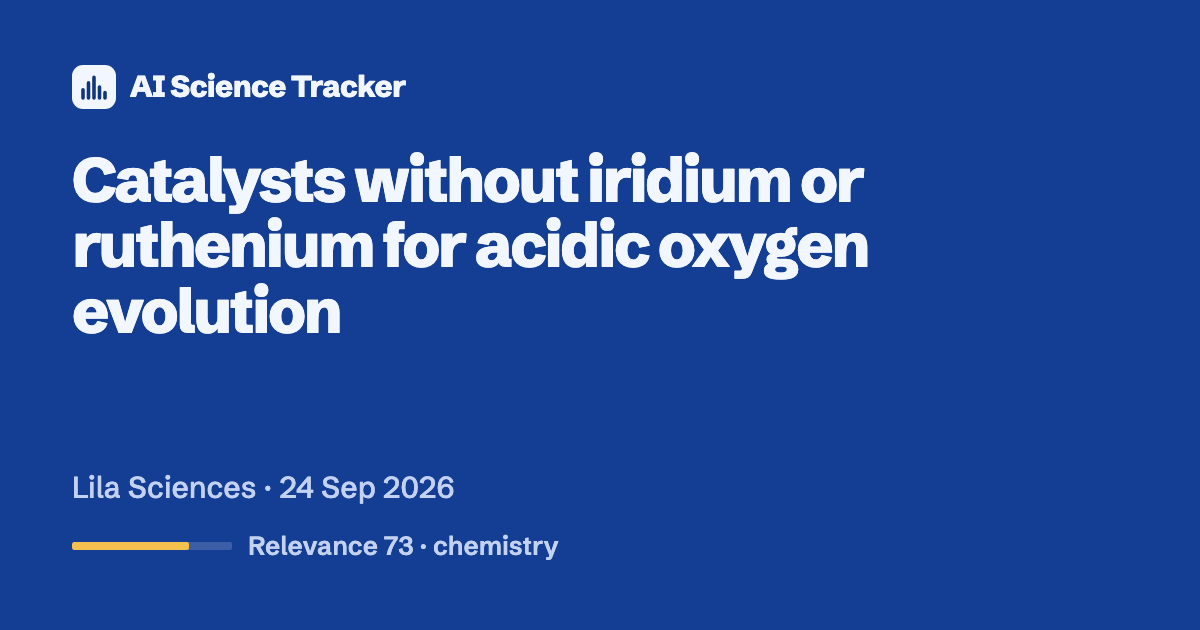 AI Science Tracker
Catalysts without iridium or
ruthenium for acidic oxygen
evolution
Lila Sciences · 24 Sep 2026
Relevance 73 · chemistry